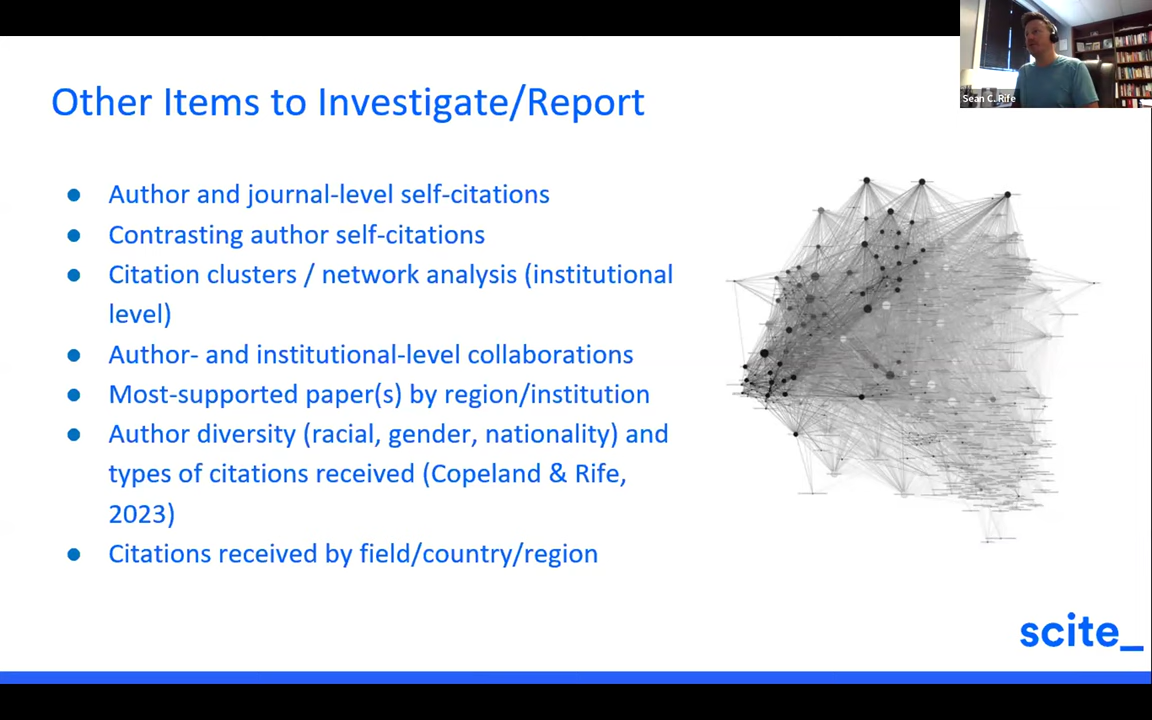 Sean C. Rife
Other Items to Investigate/Report
● Author and journal-level self-citations
● Contrasting author self-citations
● Citation clusters / network analysis (institutional
level)
● Author- and institutional-level collaborations
● Most-supported paper(s) by region/institution
● Author diversity (racial, gender, nationality) and
types of citations received (Copeland & Rife,
2023)
● Citations received by field/country/region
scite_